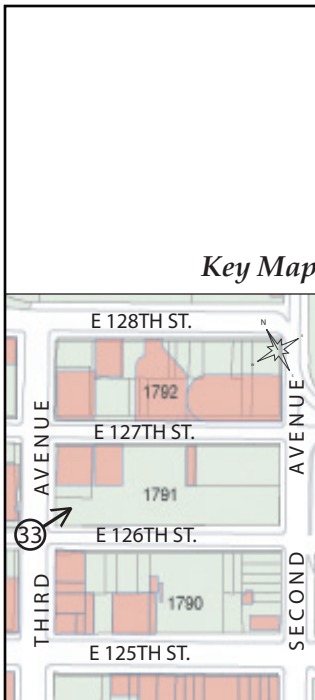 Key Map
N
E 128TH ST.
1792
E 127TH ST.
AVENUE
AVENUE
1791
33
E 126TH ST.
THIRD
SECOND
1790
E 125TH ST.